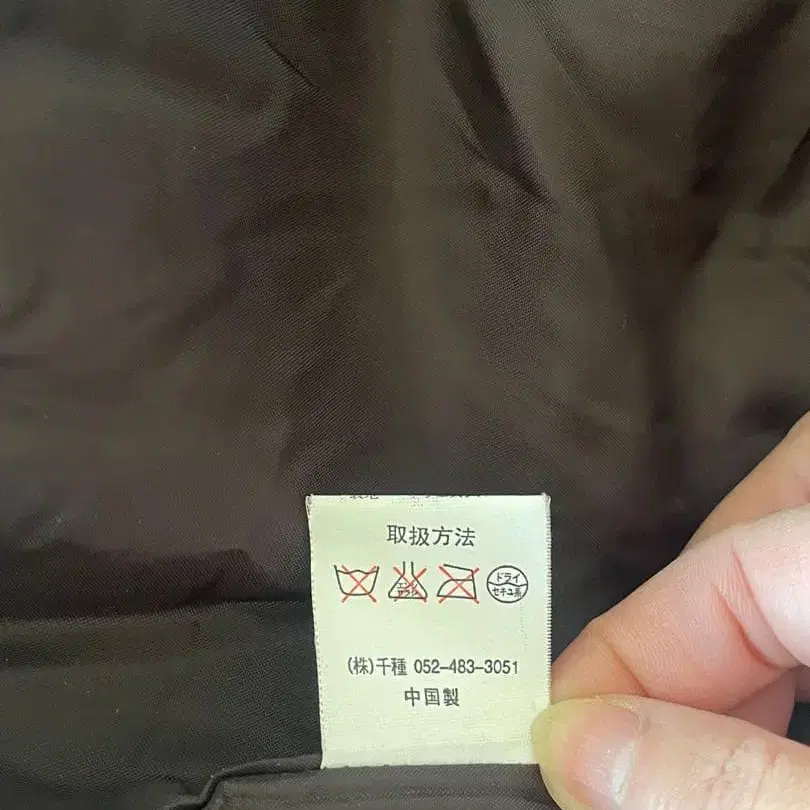 取扱方法
ドライ
セキユ系
(株)千種 052-483-3051
中国製